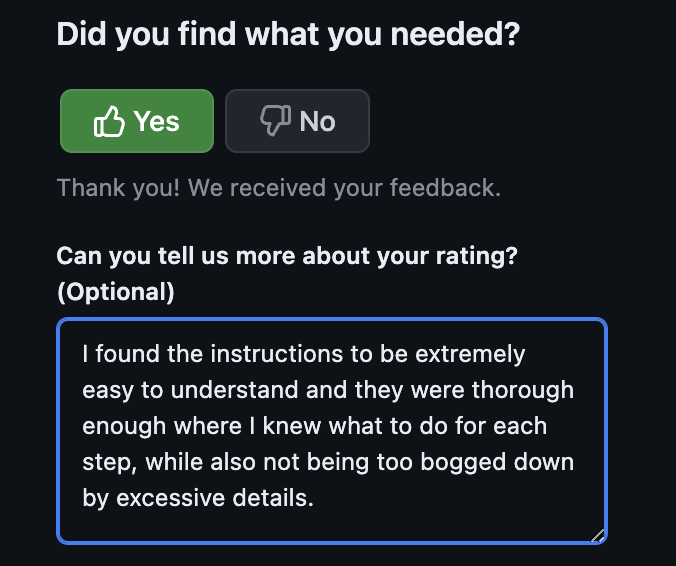 Did you find what you needed?
Yes
No
Thank you! We received your feedback.
Can you tell us more about your rating?
(Optional)
I found the instructions to be extremely
easy to understand and they were thorough
enough where I knew what to do for each
step, while also not being too bogged down
by excessive details.